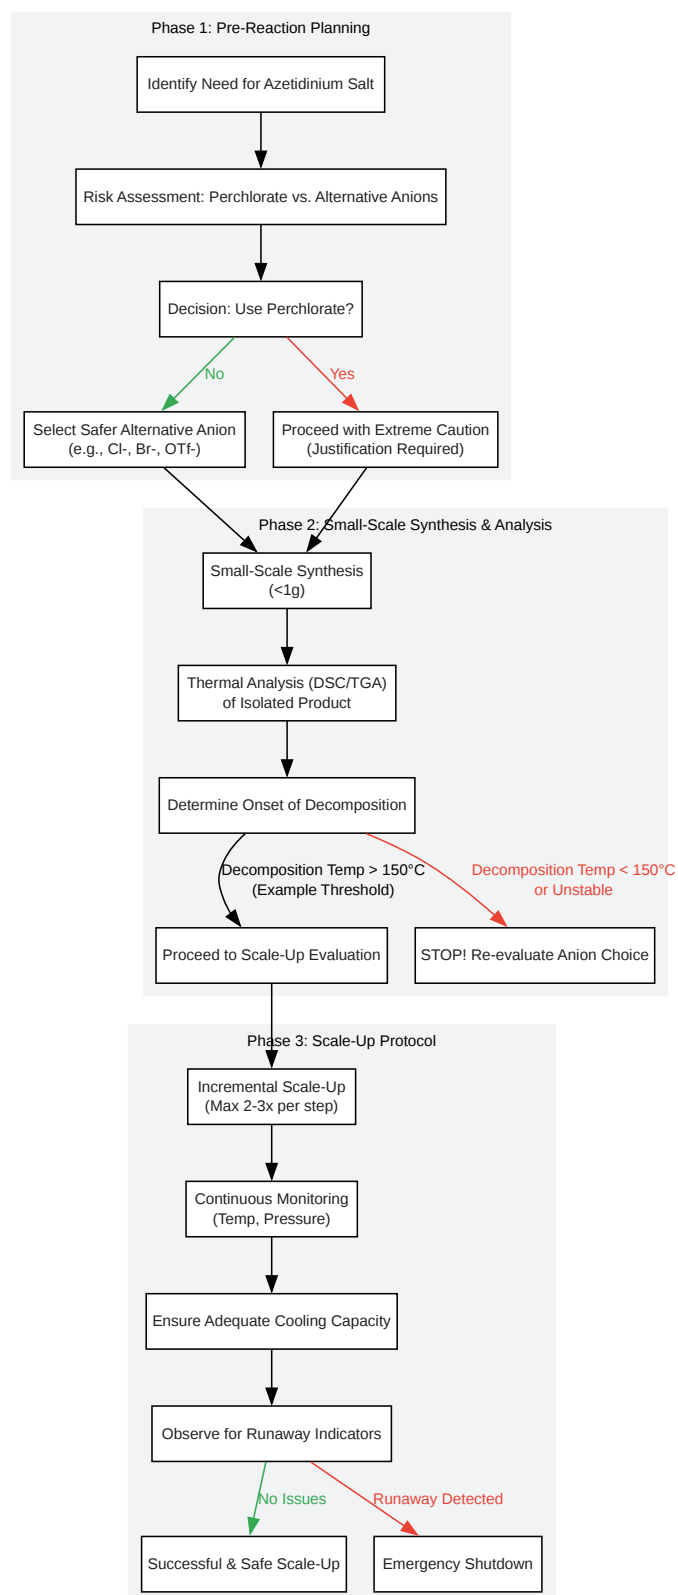 Phase 1: Pre-Reaction Planning
Identify Need for Azetidinium Salt
Risk Assessment: Perchlorate vs. Alternative Anions
Decision: Use Perchlorate?
No
Yes
Select Safer Alternative Anion
(e.g., Cl-, Br-, OTf-)
Proceed with Extreme Caution
(Justification Required)
Phase 2: Small-Scale Synthesis & Analysis
Small-Scale Synthesis
(<1g)
Thermal Analysis (DSC/TGA)
of Isolated Product
Determine Onset of Decomposition
Decomposition Temp > 150°C
(Example Threshold)
Decomposition Temp < 150°C
or Unstable
Proceed to Scale-Up Evaluation
STOP! Re-evaluate Anion Choice
Phase 3: Scale-Up Protocol
Incremental Scale-Up
(Max 2-3x per step)
Continuous Monitoring
(Temp, Pressure)
Ensure Adequate Cooling Capacity
Observe for Runaway Indicators
No Issues
Runaway Detected
Successful & Safe Scale-Up
Emergency Shutdown